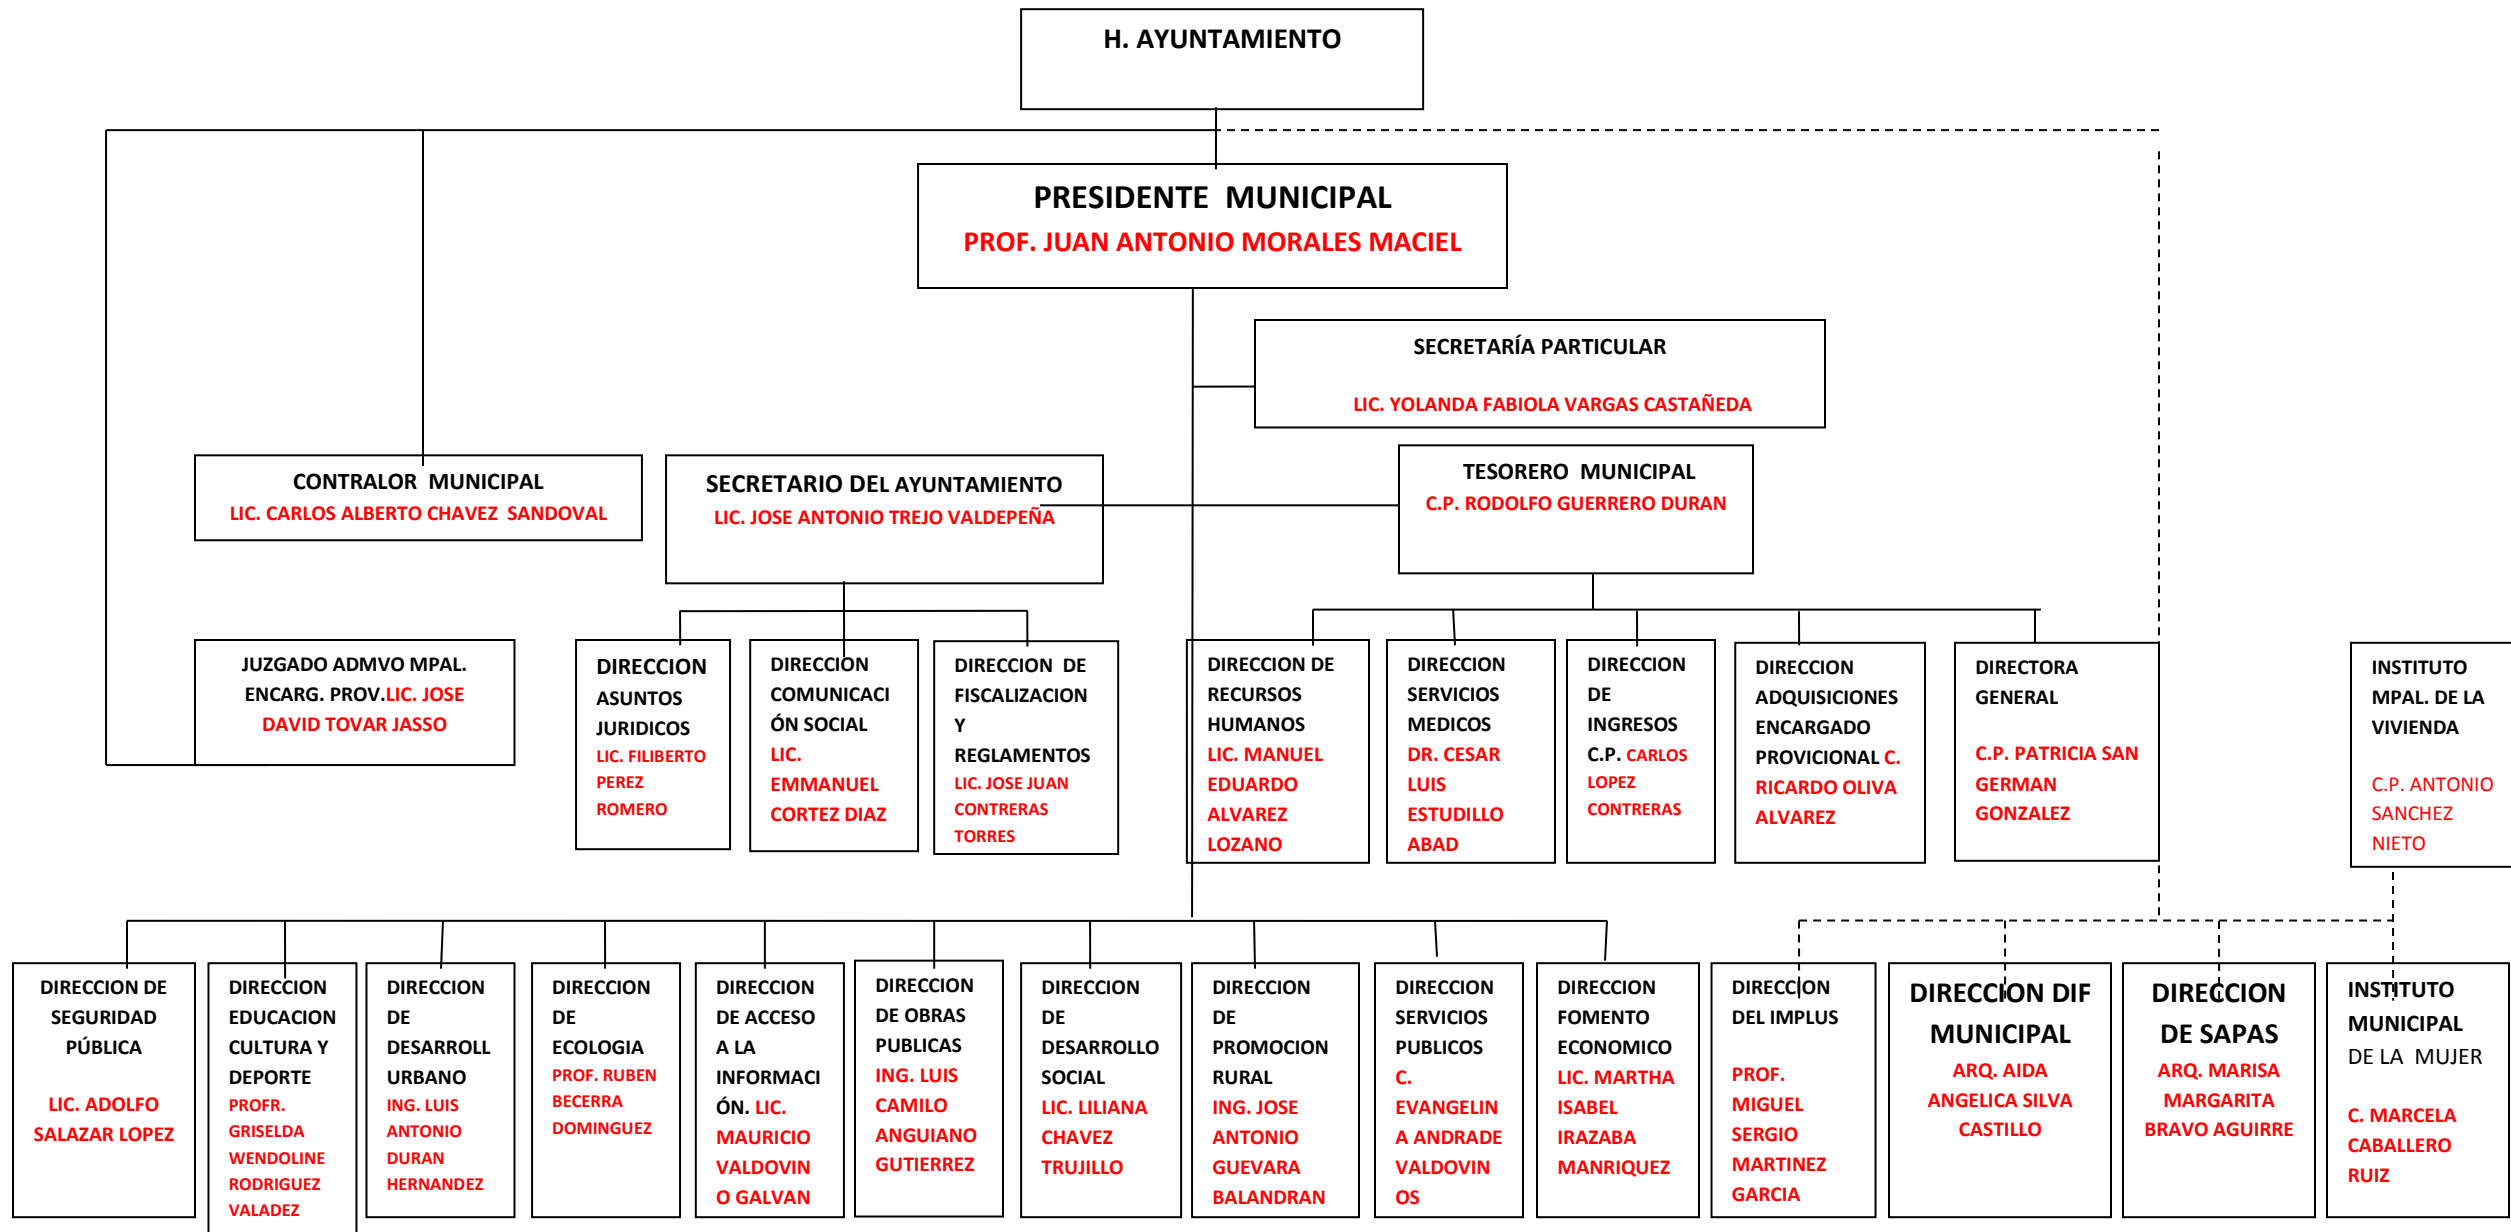 H. AYUNTAMIENTO
PRESIDENTE MUNICIPAL
PROF. JUAN ANTONIO MORALES MACIEL
SECRETARÍA PARTICULAR
LIC. YOLANDA FABIOLA VARGAS CASTAÑEDA
CONTRALOR MUNICIPAL
LIC. CARLOS ALBERTO CHAVEZ SANDOVAL
SECRETARIO DEL AYUNTAMIENTO
LIC. JOSE ANTONIO TREJO VALDEPEÑA
TESORERO MUNICIPAL
C.P. RODOLFO GUERRERO DURAN
JUZGADO ADMVO MPAL.
ENCARG. PROV.LIC. JOSE
DAVID TOVAR JASSO
DIRECCION
ASUNTOS
JURIDICOS
LIC. FILIBERTO
PEREZ
ROMERO
DIRECCION
COMUNICACI
ÓN SOCIAL
LIC.
EMMANUEL
CORTEZ DIAZ
DIRECCION DE
FISCALIZACION
Y
REGLAMENTOS
LIC. JOSE JUAN
CONTRERAS
TORRES
DIRECCION DE
RECURSOS
HUMANOS
LIC. MANUEL
EDUARDO
ALVAREZ
LOZANO
DIRECCION
SERVICIOS
MEDICOS
DR. CESAR
LUIS
ESTUDILLO
ABAD
DIRECCION
DE
INGRESOS
C.P. CARLOS
LOPEZ
CONTRERAS
DIRECCION
ADQUISICIONES
ENCARGADO
PROVICIONAL C.
RICARDO OLIVA
ALVAREZ
DIRECTORA
GENERAL
C.P. PATRICIA SAN
GERMAN
GONZALEZ
INSTITUTO
MPAL. DE LA
VIVIENDA
C.P. ANTONIO
SANCHEZ
NIETO
DIRECCION DE
SEGURIDAD
PÚBLICA
LIC. ADOLFO
SALAZAR LOPEZ
DIRECCION
EDUCACION
CULTURA Y
DEPORTE
PROFR.
GRISELDA
WENDOLINE
RODRIGUEZ
VALADEZ
DIRECCION
DE
DESARROLL
URBANO
ING. LUIS
ANTONIO
DURAN
HERNANDEZ
DIRECCION
DE
ECOLOGIA
PROF. RUBEN
BECERRA
DOMINGUEZ
DIRECCION
DE ACCESO
A LA
INFORMACI
ÓN. LIC.
MAURICIO
VALDOVIN
O GALVAN
DIRECCION
DE OBRAS
PUBLICAS
ING. LUIS
CAMILO
ANGUIANO
GUTIERREZ
DIRECCION
DE
DESARROLLO
SOCIAL
LIC. LILIANA
CHAVEZ
TRUJILLO
DIRECCION
DE
PROMOCION
RURAL
ING. JOSE
ANTONIO
GUEVARA
BALANDRAN
DIRECCION
SERVICIOS
PUBLICOS
C.
EVANGELIN
A ANDRADE
VALDOVIN
OS
DIRECCION
FOMENTO
ECONOMICO
LIC. MARTHA
ISABEL
IRAZABA
MANRIQUEZ
DIRECCION
DEL IMPLUS
PROF.
MIGUEL
SERGIO
MARTINEZ
GARCIA
DIRECCION DIF
MUNICIPAL
ARQ. AIDA
ANGELICA SILVA
CASTILLO
DIRECCION
DE SAPAS
ARQ. MARISA
MARGARITA
BRAVO AGUIRRE
INSTITUTO
MUNICIPAL
DE LA MUJER
C. MARCELA
CABALLERO
RUIZ